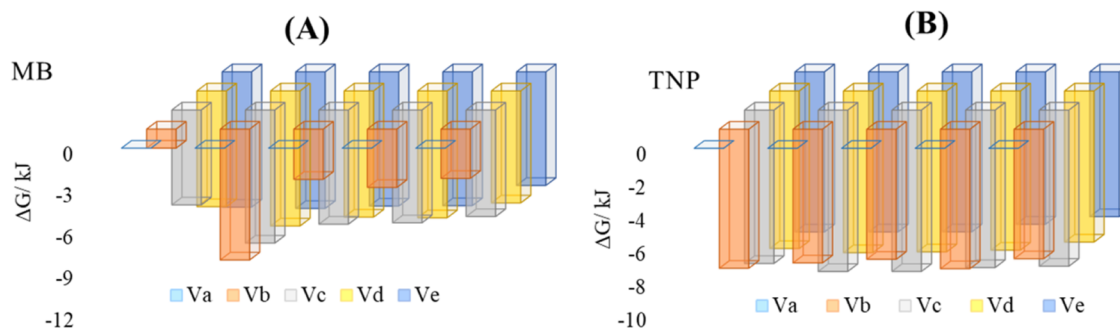 (A)
MB
ΔG/ kJ
0
-3
-6
-9
-12
Va Vb Vc Vd Ve
(B)
TNP
ΔG/ kJ
0
-2
-4
-6
-8
-10
Va Vb Vc Vd Ve